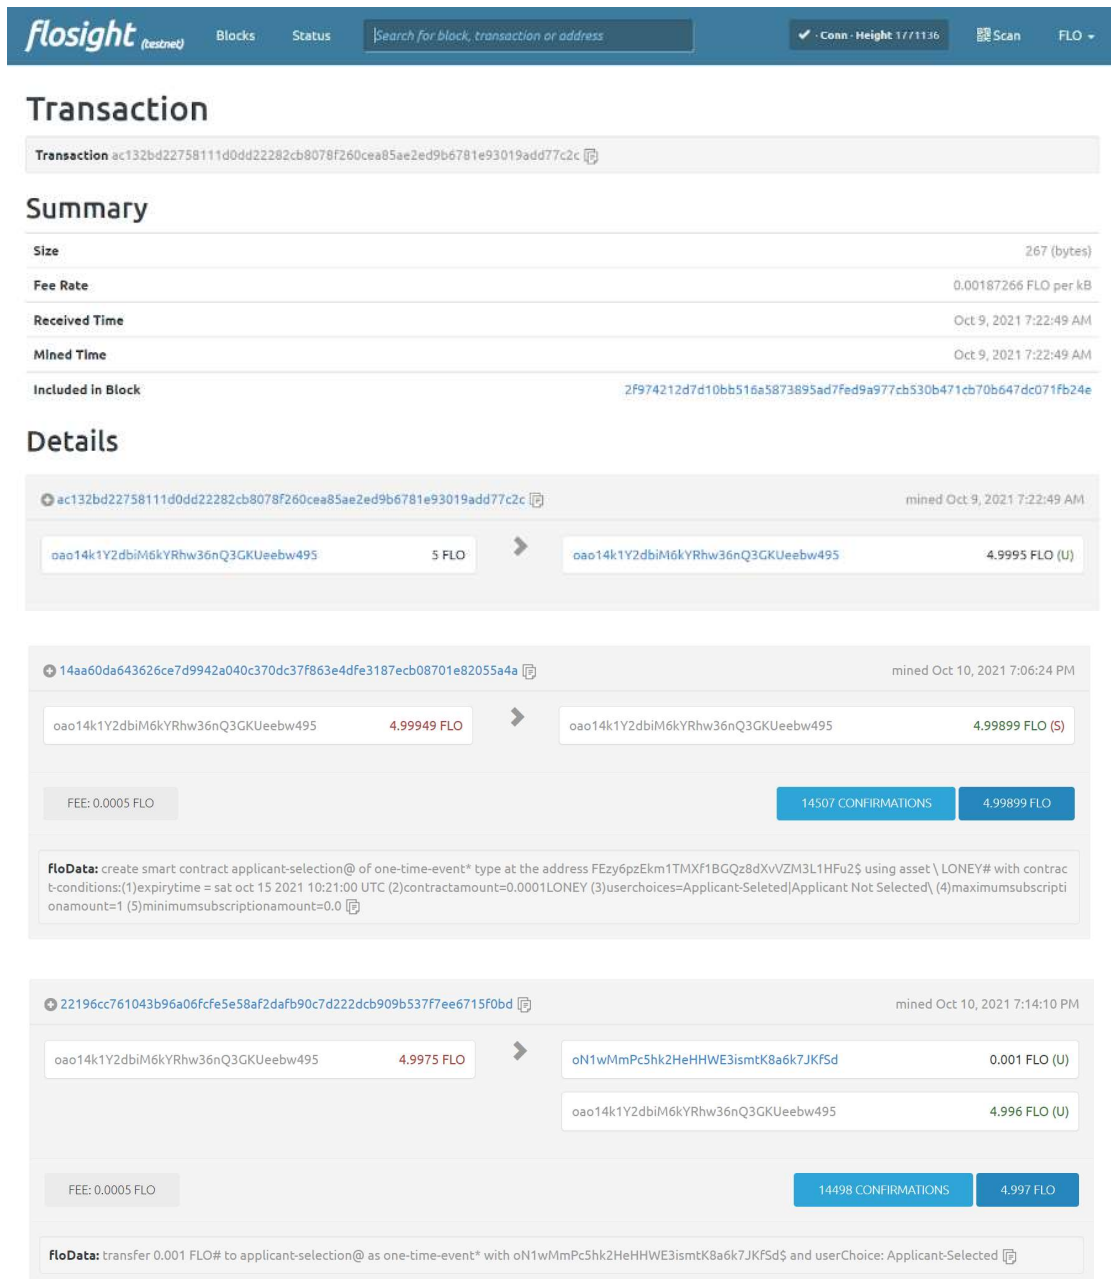 flosight (testnet) Blocks Status Search for block, transaction or address ✔ · Conn · Height 1771136 Scan FLO
Transaction
Transaction ac132bd22758111d0dd22282cb8078f260cea85ae2ed9b6781e93019add77c2c
Summary
Size 267 (bytes)
Fee Rate 0.00187266 FLO per kB
Received Time Oct 9, 2021 7:22:49 AM
Mined Time Oct 9, 2021 7:22:49 AM
Included in Block 2f974212d7d10bb516a5873895ad7fed9a977cb530b471cb70b647dc071fb24e
Details
ac132bd22758111d0dd22282cb8078f260cea85ae2ed9b6781e93019add77c2c mined Oct 9, 2021 7:22:49 AM
oao14k1Y2dbiM6kYRhw36nQ3GKUeebw495 5 FLO oao14k1Y2dbiM6kYRhw36nQ3GKUeebw495 4.9995 FLO (U)
14aa60da643626ce7d9942a040c370dc37f863e4dfe3187ecb08701e82055a4a mined Oct 10, 2021 7:06:24 PM
oao14k1Y2dbiM6kYRhw36nQ3GKUeebw495 4.99949 FLO oao14k1Y2dbiM6kYRhw36nQ3GKUeebw495 4.99899 FLO (S)
FEE: 0.0005 FLO 14507 CONFIRMATIONS 4.99899 FLO
floData: create smart contract applicant-selection@ of one-time-event* type at the address FEzy6pzEkm1TMXf1BGQz8dXvVZM3L1HFu2$ using asset \ LONEY# with contrac
t-conditions:(1)expirytime = sat oct 15 2021 10:21:00 UTC (2)contractamount=0.0001LONEY (3)userchoices=Applicant-Seleted|Applicant Not Selected\ (4)maximumsubscripti
onamount=1 (5)minimumsubscriptionamount=0.0
22196cc761043b96a06fcfe5e58af2dafb90c7d222dcb909b537f7ee6715f0bd mined Oct 10, 2021 7:14:10 PM
oao14k1Y2dbiM6kYRhw36nQ3GKUeebw495 4.9975 FLO oN1wMmPc5hk2HeHHWE3ismtK8a6k7JKfSd 0.001 FLO (U)
oao14k1Y2dbiM6kYRhw36nQ3GKUeebw495 4.996 FLO (U)
FEE: 0.0005 FLO 14498 CONFIRMATIONS 4.997 FLO
floData: transfer 0.001 FLO# to applicant-selection@ as one-time-event* with oN1wMmPc5hk2HeHHWE3ismtK8a6k7JKfSd$ and userChoice: Applicant-Selected